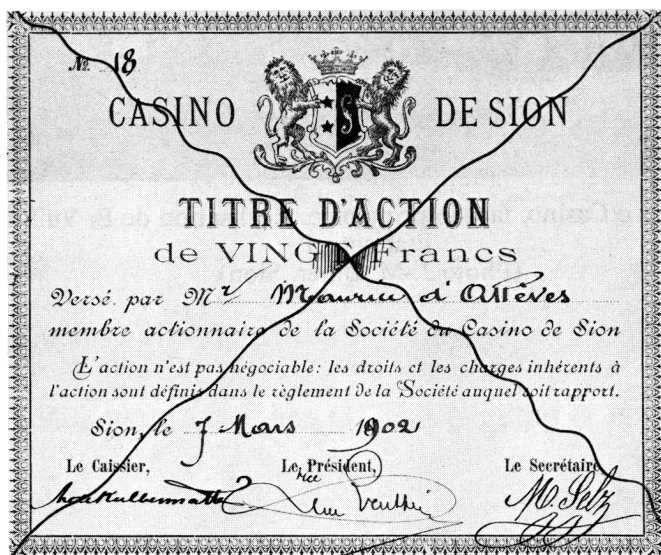 No 18
CASINO DE SION
S
TITRE D'ACTION
de VINGT Francs
Versé par Mr Maurice d'Allèves
membre actionnaire de la Société du Casino de Sion
L'action n'est pas négociable: les droits et les charges inhérents à
l'action sont définis dans le règlement de la Société auquel soit rapport.
Sion, le 7 Mars 1902
Le Caissier, Le vice Président, Le Secrétaire
M. Selz